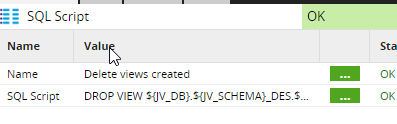 SQL Script OK
Name Value Sta
Name Delete views created ... OK
SQL Script DROP VIEW ${JV_DB}.${JV_SCHEMA}_DES.$... ... OK